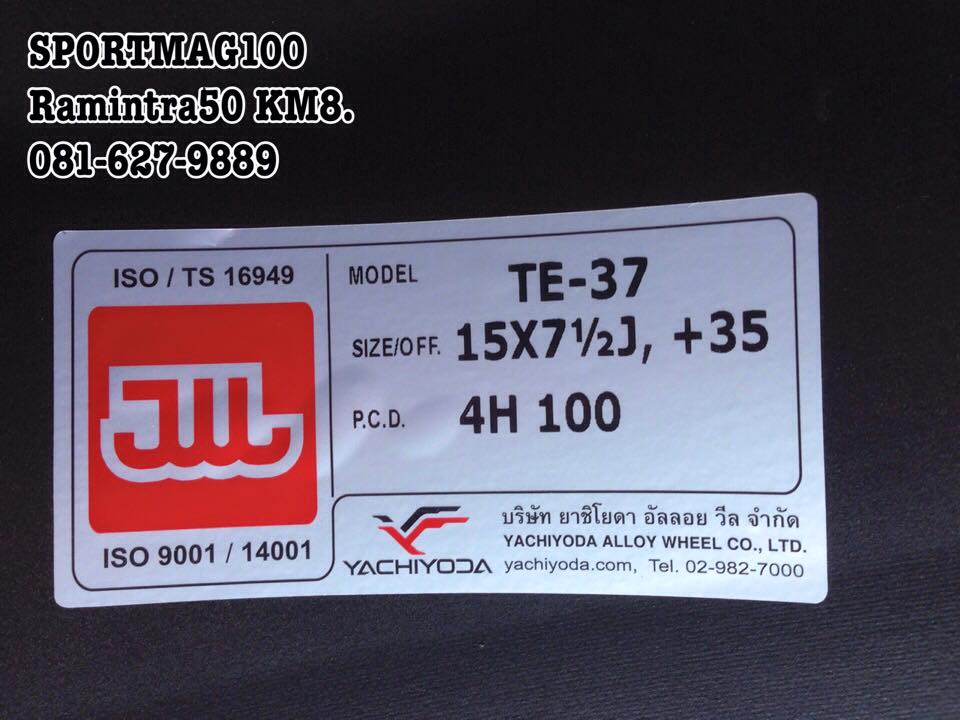 SPORTMAG100
Ramintra50 KM8.
081-627-9889
ISO / TS 16949
JWL
ISO 9001 / 14001
MODEL TE-37
SIZE/OFF. 15X7½J, +35
P.C.D. 4H 100
YACHIYODA
บริษัท ยาชิโยดา อัลลอย วีล จำกัด
YACHIYODA ALLOY WHEEL CO., LTD.
yachiyoda.com, Tel. 02-982-7000